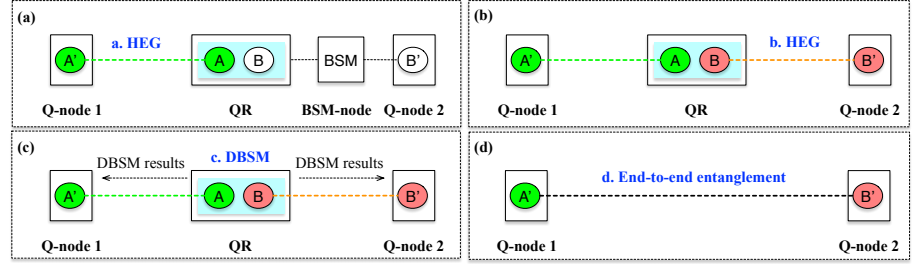 (a)
a. HEG
A'
A
B
BSM
B'
Q-node 1
QR
BSM-node
Q-node 2
(b)
b. HEG
A'
A
B
B'
Q-node 1
QR
Q-node 2
(c)
c. DBSM
DBSM results
DBSM results
A'
A
B
B'
Q-node 1
QR
Q-node 2
(d)
d. End-to-end entanglement
A'
B'
Q-node 1
Q-node 2